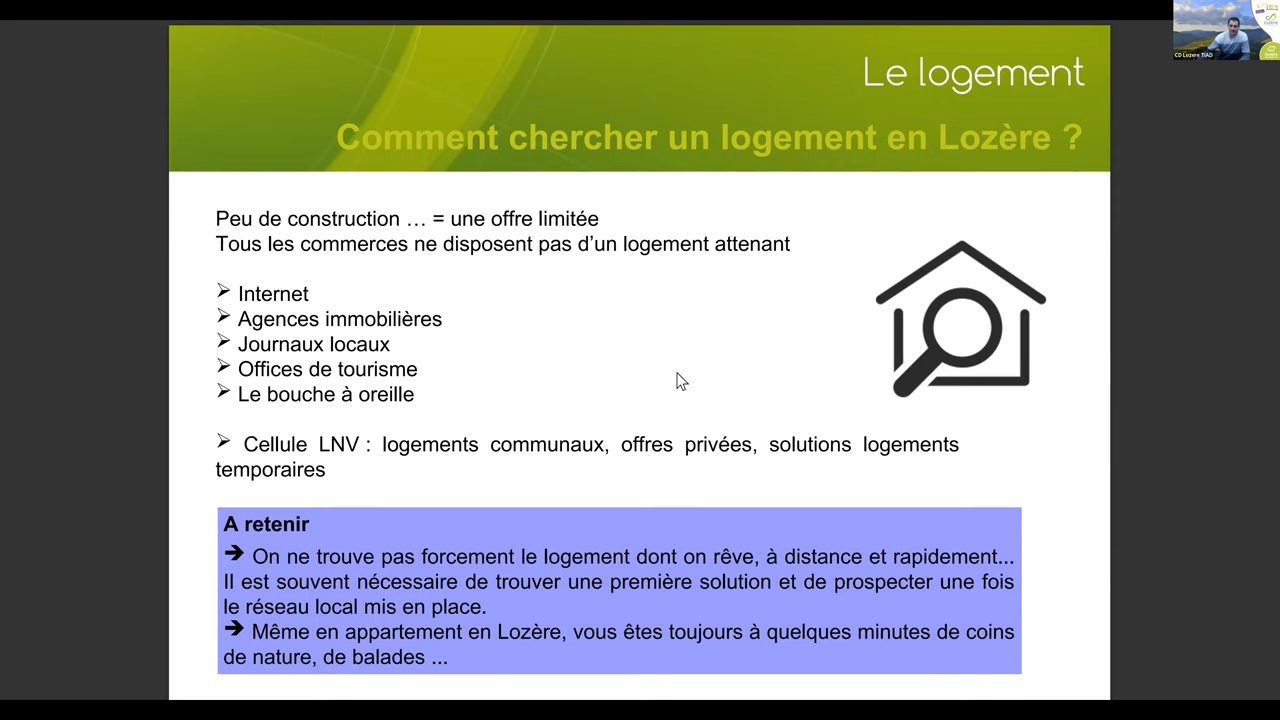 Le logement
Comment chercher un logement en Lozère ?
Peu de construction … = une offre limitée
Tous les commerces ne disposent pas d’un logement attenant
➢ Internet
➢ Agences immobilières
➢ Journaux locaux
➢ Offices de tourisme
➢ Le bouche à oreille
➢ Cellule LNV : logements communaux, offres privées, solutions logements
temporaires
A retenir
➔ On ne trouve pas forcement le logement dont on rêve, à distance et rapidement...
Il est souvent nécessaire de trouver une première solution et de prospecter une fois
le réseau local mis en place.
➔ Même en appartement en Lozère, vous êtes toujours à quelques minutes de coins
de nature, de balades ...
CD Lozere TIAD